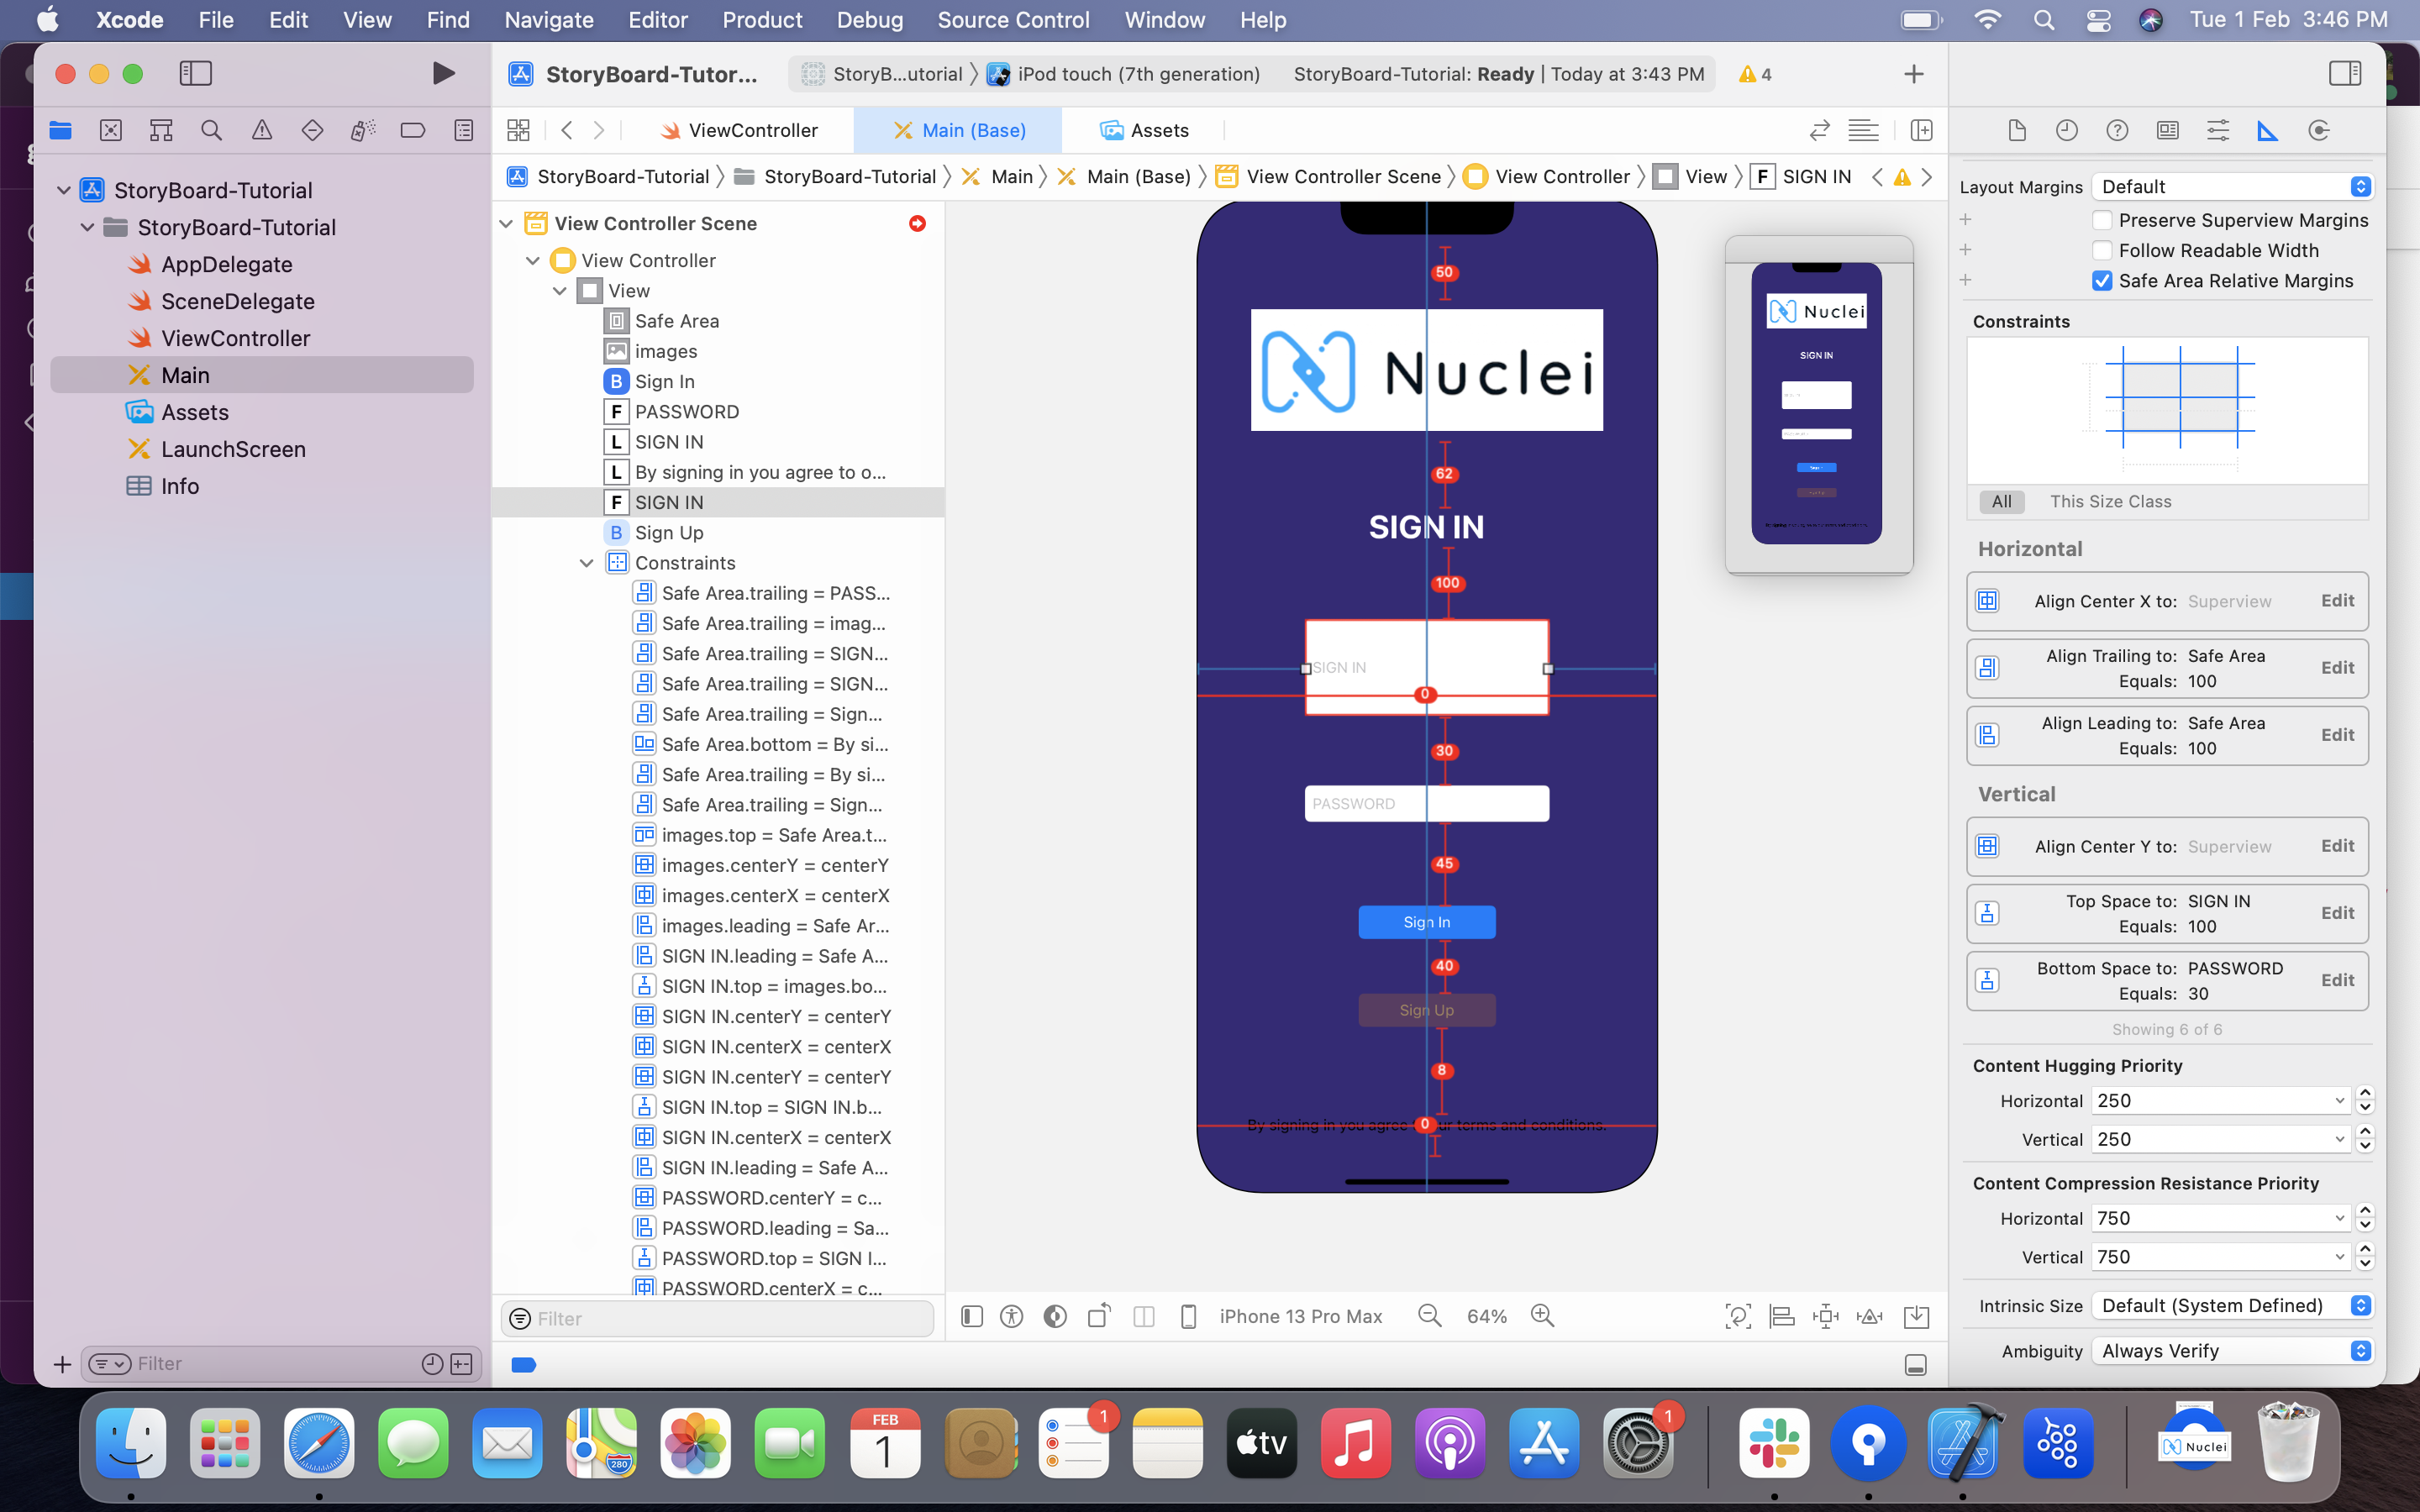 Xcode File Edit View Find Navigate Editor Product Debug Source Control Window Help Tue 1 Feb 3:46 PM
StoryBoard-Tutor... StoryB...utorial iPod touch (7th generation) StoryBoard-Tutorial: Ready | Today at 3:43 PM 4
ViewController Main (Base) Assets
StoryBoard-Tutorial StoryBoard-Tutorial Main Main (Base) View Controller Scene View Controller View F SIGN IN
StoryBoard-Tutorial
StoryBoard-Tutorial
AppDelegate
SceneDelegate
ViewController
Main
Assets
LaunchScreen
Info
Filter
View Controller Scene
View Controller
View
Safe Area
images
B Sign In
F PASSWORD
L SIGN IN
L By signing in you agree to o...
F SIGN IN
B Sign Up
Constraints
Safe Area.trailing = PASS...
Safe Area.trailing = imag...
Safe Area.trailing = SIGN...
Safe Area.trailing = SIGN...
Safe Area.trailing = Sign...
Safe Area.bottom = By si...
Safe Area.trailing = By si...
Safe Area.trailing = Sign...
images.top = Safe Area.t...
images.centerY = centerY
images.centerX = centerX
images.leading = Safe Ar...
SIGN IN.leading = Safe A...
SIGN IN.top = images.bo...
SIGN IN.centerY = centerY
SIGN IN.centerX = centerX
SIGN IN.centerY = centerY
SIGN IN.top = SIGN IN.b...
SIGN IN.centerX = centerX
SIGN IN.leading = Safe A...
PASSWORD.centerY = c...
PASSWORD.leading = Sa...
PASSWORD.top = SIGN I...
PASSWORD.centerX = c...
Filter
50
Nuclei
62
SIGN IN
100
SIGN IN
0
30
PASSWORD
45
Sign In
40
Sign Up
8
By signing in you agree 0 ur terms and conditions.
Nuclei
SIGN IN
iPhone 13 Pro Max 64%
Layout Margins Default
Preserve Superview Margins
Follow Readable Width
Safe Area Relative Margins
Constraints
All This Size Class
Horizontal
Align Center X to: Superview Edit
Align Trailing to: Safe Area Edit
Equals: 100
Align Leading to: Safe Area Edit
Equals: 100
Vertical
Align Center Y to: Superview Edit
Top Space to: SIGN IN Edit
Equals: 100
Bottom Space to: PASSWORD Edit
Equals: 30
Showing 6 of 6
Content Hugging Priority
Horizontal 250
Vertical 250
Content Compression Resistance Priority
Horizontal 750
Vertical 750
Intrinsic Size Default (System Defined)
Ambiguity Always Verify
280
FEB
1
1
tv
1
Nuclei